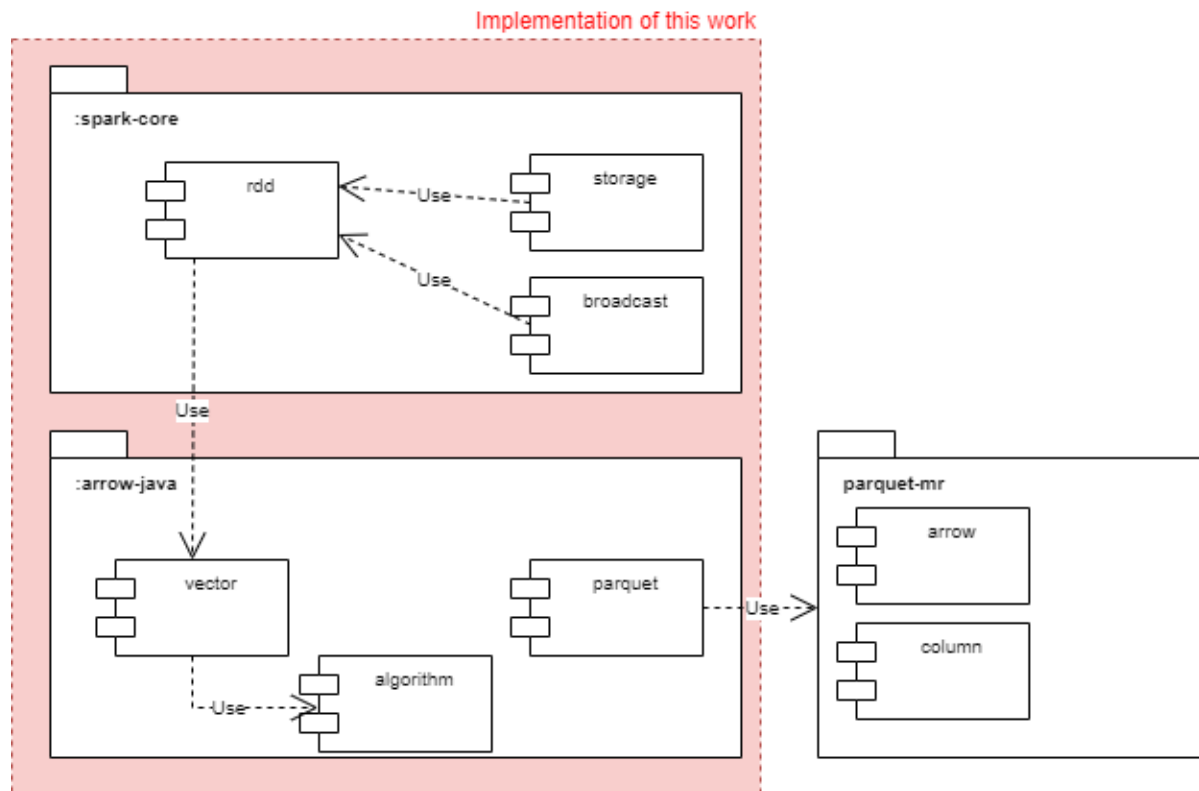 Implementation of this work
:spark-core
rdd
storage
Use
broadcast
Use
Use
:arrow-java
parquet-mr
arrow
vector
parquet
Use
column
algorithm
Use